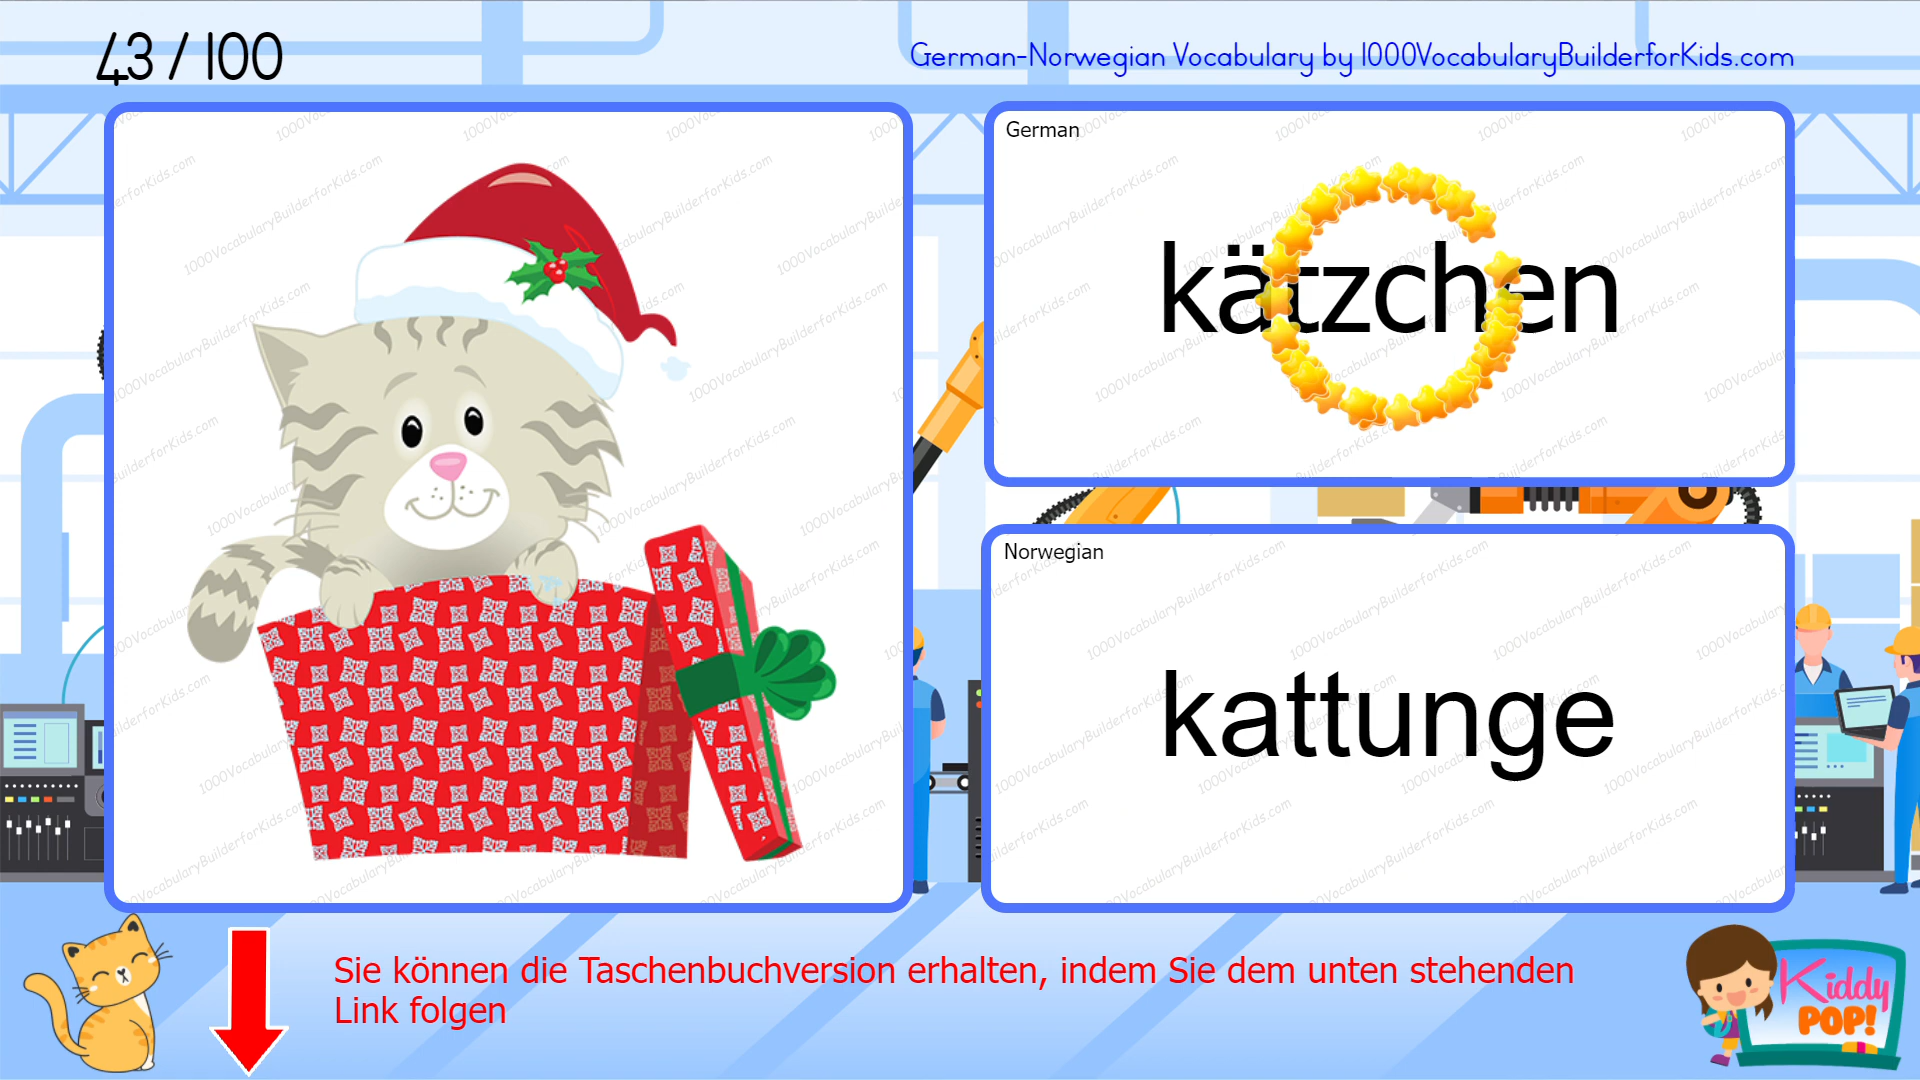 43 / 100
German-Norwegian Vocabulary by 1000VocabularyBuilderforKids.com
German
kätzchen
Norwegian
kattunge
Sie können die Taschenbuchversion erhalten, indem Sie dem unten stehenden
Link folgen
Kiddy
POP!